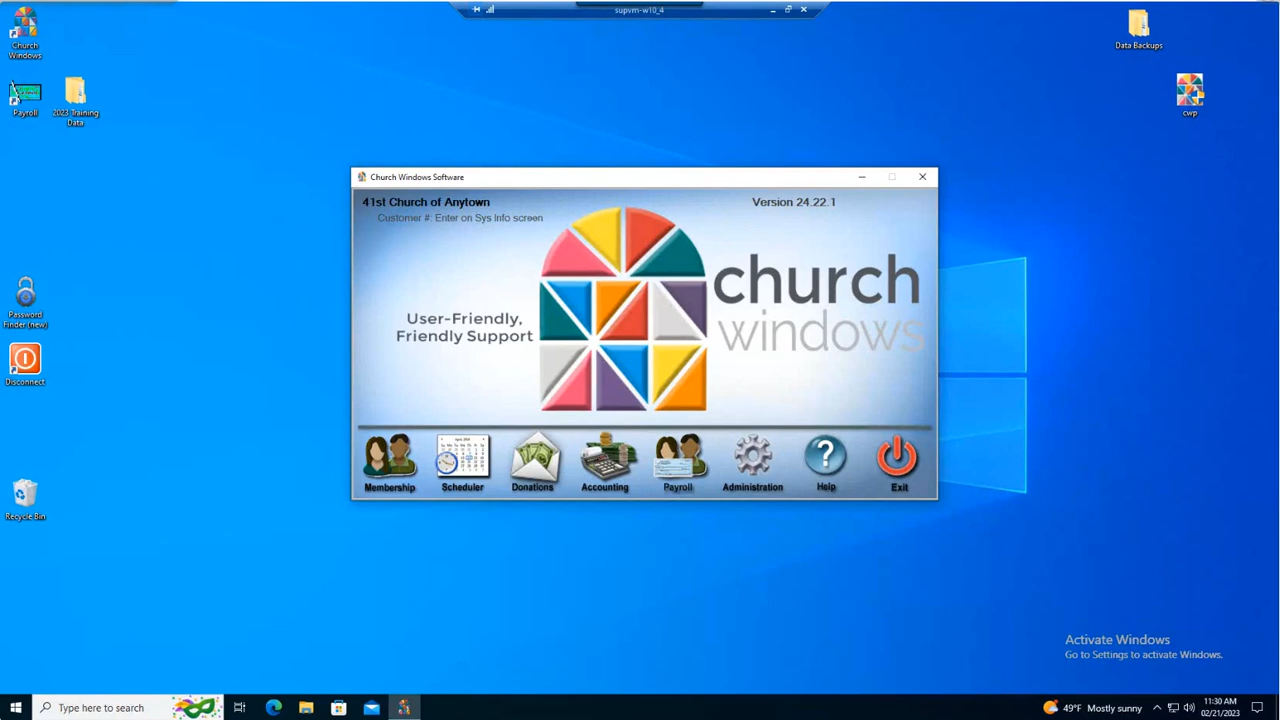 supvm-w10_4
Church
Windows
Payroll
2023 Training
Data
Data Backups
cwp
Church Windows Software
41st Church of Anytown
Version 24.22.1
Customer #: Enter on Sys Info screen
church
windows
User-Friendly,
Friendly Support
Membership
Scheduler
Donations
Accounting
Payroll
Administration
Help
Exit
Password
Finder (new)
Disconnect
Recycle Bin
Activate Windows
Go to Settings to activate Windows.
Type here to search
49°F Mostly sunny
11:30 AM
02/21/2023